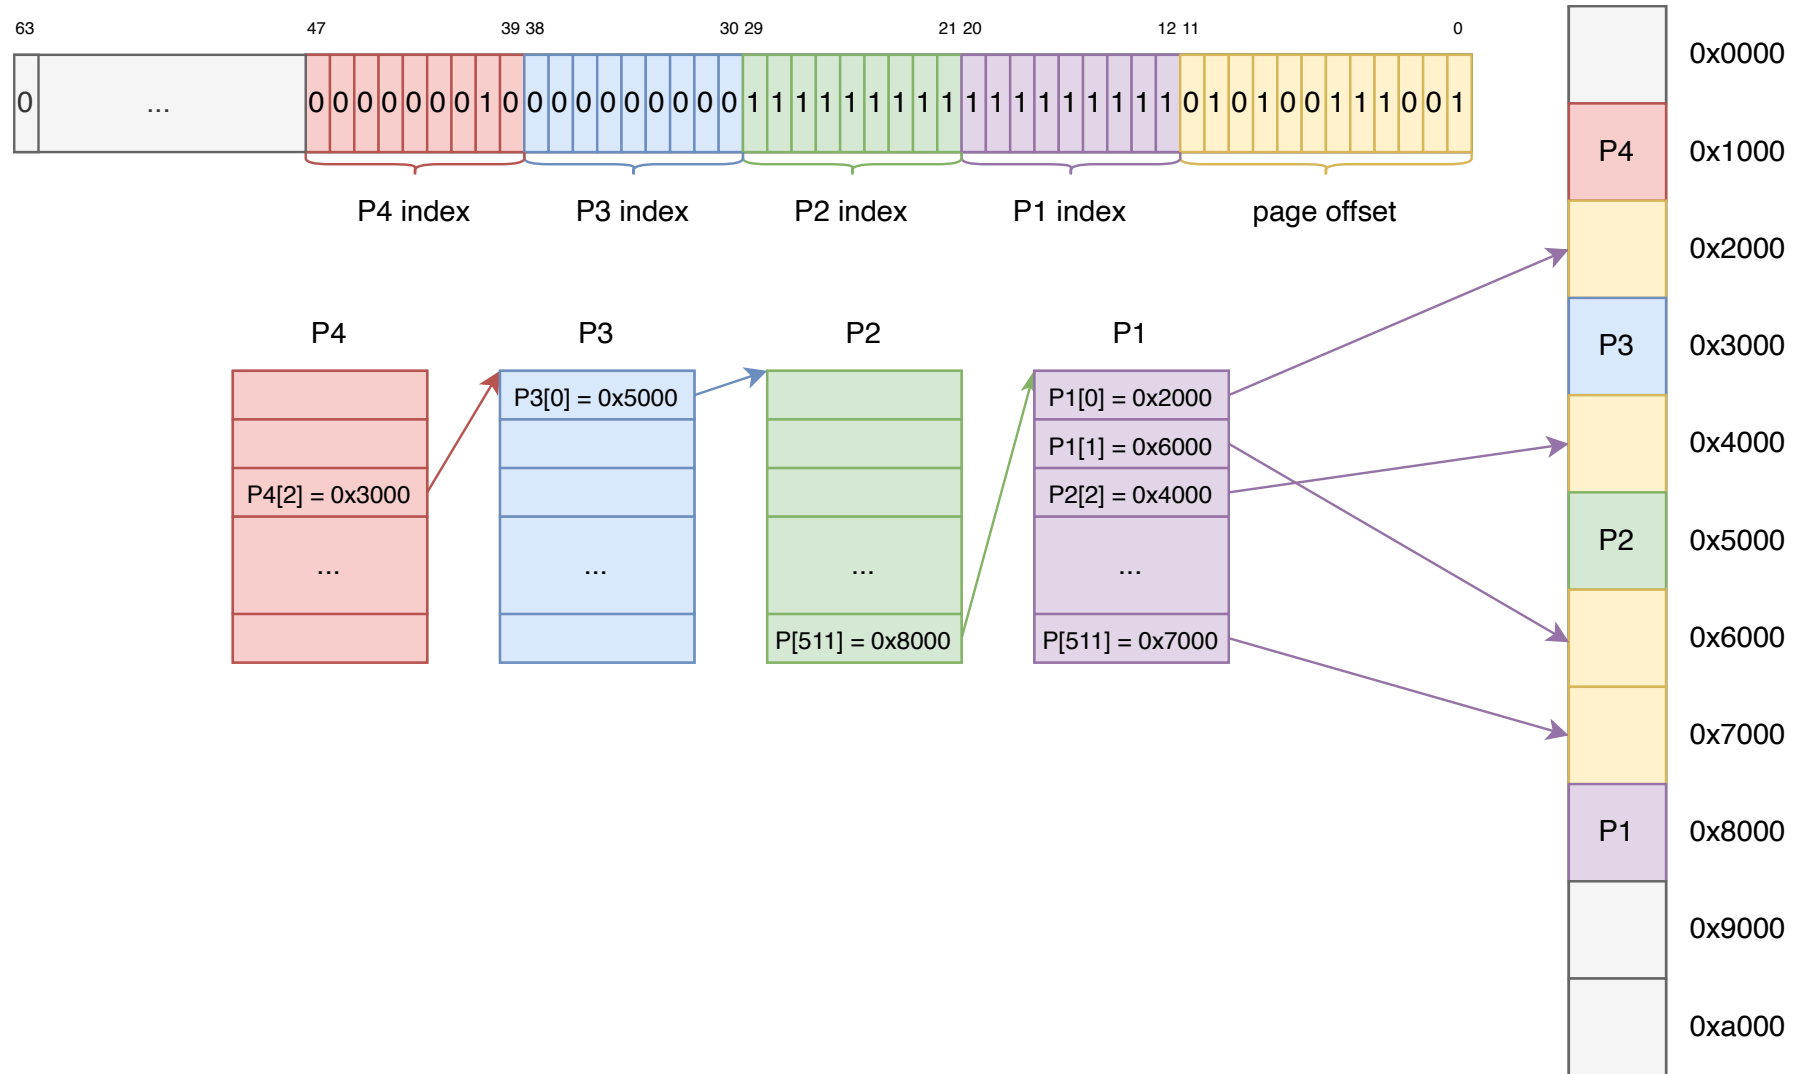 63 47 39 38 30 29 21 20 12 11 0
0 ... 0 0 0 0 0 0 0 1 0 0 0 0 0 0 0 0 0 0 1 1 1 1 1 1 1 1 1 1 1 1 1 1 1 1 1 1 0 1 0 1 0 0 1 1 1 0 0 1
P4 index P3 index P2 index P1 index page offset
P4 P3 P2 P1
P3[0] = 0x5000 P1[0] = 0x2000
P1[1] = 0x6000
P4[2] = 0x3000 P2[2] = 0x4000
... ... ... ...
P[511] = 0x8000 P[511] = 0x7000
0x0000
P4 0x1000
0x2000
P3 0x3000
0x4000
P2 0x5000
0x6000
0x7000
P1 0x8000
0x9000
0xa000